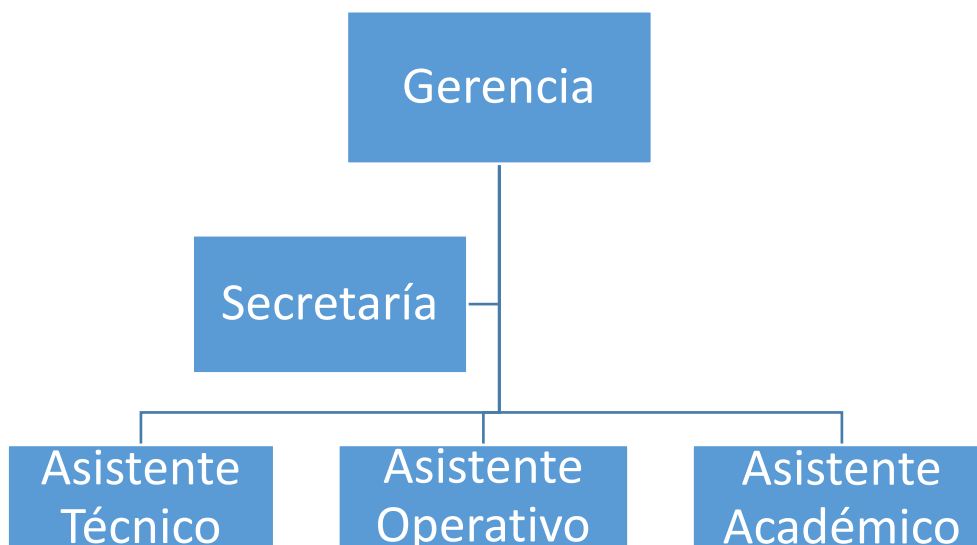 Gerencia
Secretaría
Asistente
Técnico
Asistente
Operativo
Asistente
Académico